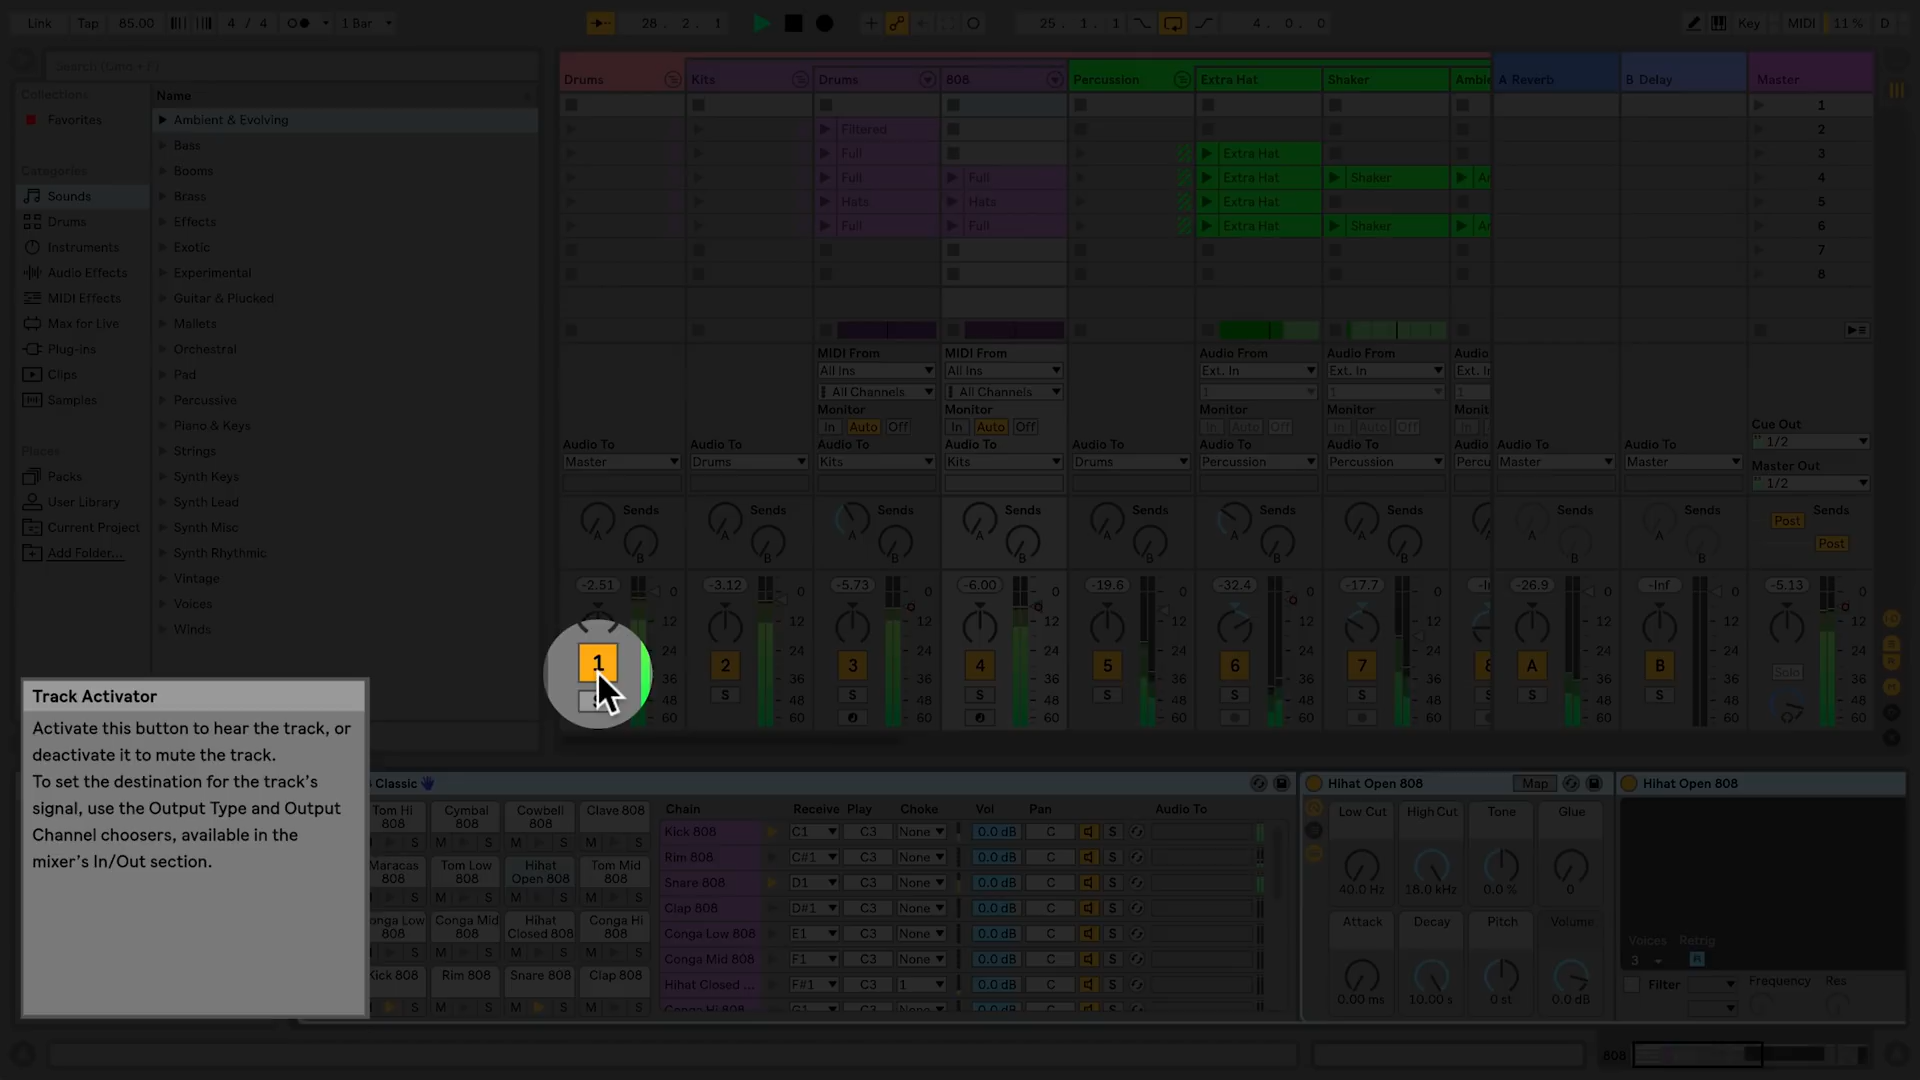 Link Tap 85.00 4 / 4 1 Bar 28 . 2 . 1 25 . 1 . 1 4 . 0 . 0 Key MIDI 11 % D
Search (Cmd + F)
Collections
Favorites
Categories
Sounds
Drums
Instruments
Audio Effects
MIDI Effects
Max for Live
Plug-ins
Clips
Samples
Places
Packs
User Library
Current Project
Add Folder...
Name
Ambient & Evolving
Bass
Booms
Brass
Effects
Exotic
Experimental
Guitar & Plucked
Mallets
Orchestral
Pad
Percussive
Piano & Keys
Strings
Synth Keys
Synth Lead
Synth Misc
Synth Rhythmic
Vintage
Voices
Winds
Drums Kits Drums 808 Percussion Extra Hat Shaker Ambie A Reverb B Delay Master
1
Filtered 2
Full Extra Hat 3
Full Full Extra Hat Shaker Ar 4
Hats Hats Extra Hat 5
Full Full Extra Hat Shaker Ar 6
7
8
MIDI From MIDI From Audio From Audio From Audio
All Ins All Ins Ext. In Ext. In Ext. I
All Channels All Channels 1 1 1
Monitor Monitor Monitor Monitor Monit
In Auto Off In Auto Off In Auto Off In Auto Off In
Cue Out
1/2
Audio To Audio To Audio To Audio To Audio To Audio To Audio To Audio Audio To Audio To
Master Drums Kits Kits Drums Percussion Percussion Percu Master Master
Master Out
1/2
Sends Sends Sends Sends Sends Sends Sends Sends Sends Post Sends
A B A B A B A B A B A B A B A A B A B Post
-2.51 -3.12 -5.73 -6.00 -19.6 -32.4 -17.7 -In -26.9 -Inf -5.13
0 0 0 0 0 0 0 0 0 0
12 12 12 12 12 12 12 12 12 12
24 24 24 24 24 24 24 24 24 24
1 2 3 4 5 6 7 8 A B Solo
36 36 36 36 36 36 36 36 36 36
S S S S S S S S S
48 48 48 48 48 48 48 48 48 48
60 60 60 60 60 60 60 60 60 60
Track Activator
Activate this button to hear the track, or
deactivate it to mute the track.
To set the destination for the track's
signal, use the Output Type and Output
Channel choosers, available in the
mixer's In/Out section.
Classic
Tom Hi 808 Cymbal 808 Cowbell 808 Clave 808
M S M S M S
Maracas 808 Tom Low 808 Hihat Open 808 Tom Mid 808
M S M S M S
Conga Low 808 Conga Mid 808 Hihat Closed 808 Conga Hi 808
M S M S M S
Kick 808 Rim 808 Snare 808 Clap 808
M S M S M S
Chain Receive Play Choke Vol Pan Audio To
Kick 808 C1 C3 None 0.0 dB C S
Rim 808 C#1 C3 None 0.0 dB C S
Snare 808 D1 C3 None 0.0 dB C S
Clap 808 D#1 C3 None 0.0 dB C S
Conga Low 808 E1 C3 None 0.0 dB C S
Conga Mid 808 F1 C3 None 0.0 dB C S
Hihat Closed ... F#1 C3 1 0.0 dB C S
Conga Hi 808 G1 C3 None 0.0 dB C S
Hihat Open 808 Map
Low Cut High Cut Tone Glue
40.0 Hz 18.0 kHz 0.0 % 0
Attack Decay Pitch Volume
0.00 ms 10.00 s 0 st 0.0 dB
Hihat Open 808
Voices Retrig
3 R
Filter Frequency Res
808